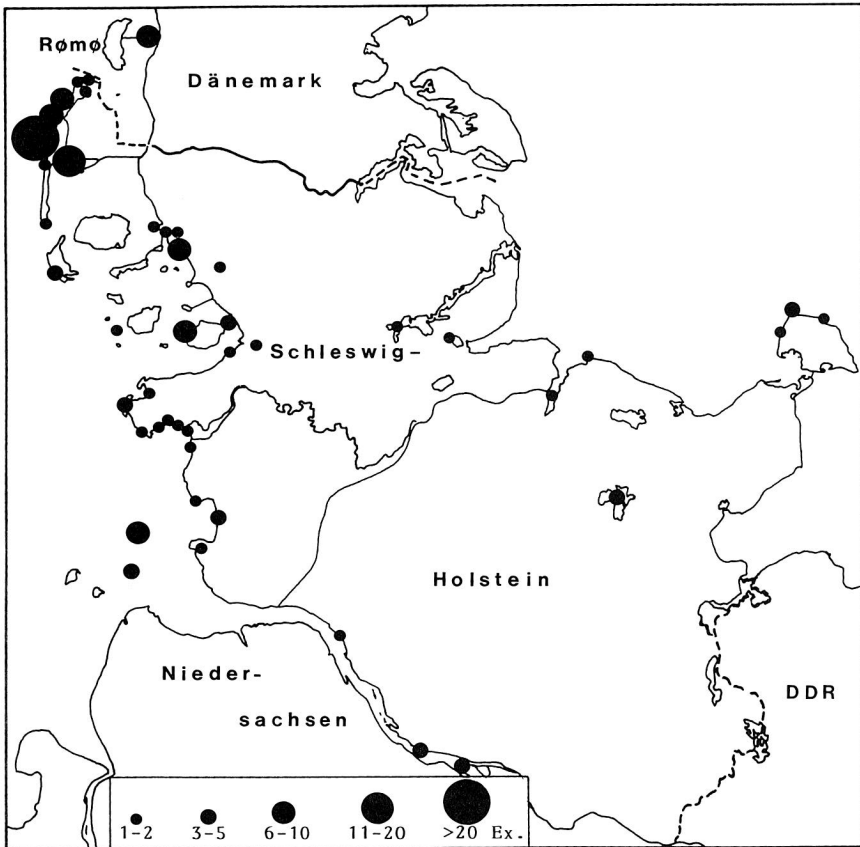 Rømø
Dänemark
Schleswig-
Holstein
Nieder-
sachsen
DDR
1-2 3-5 6-10 11-20 >20 Ex.